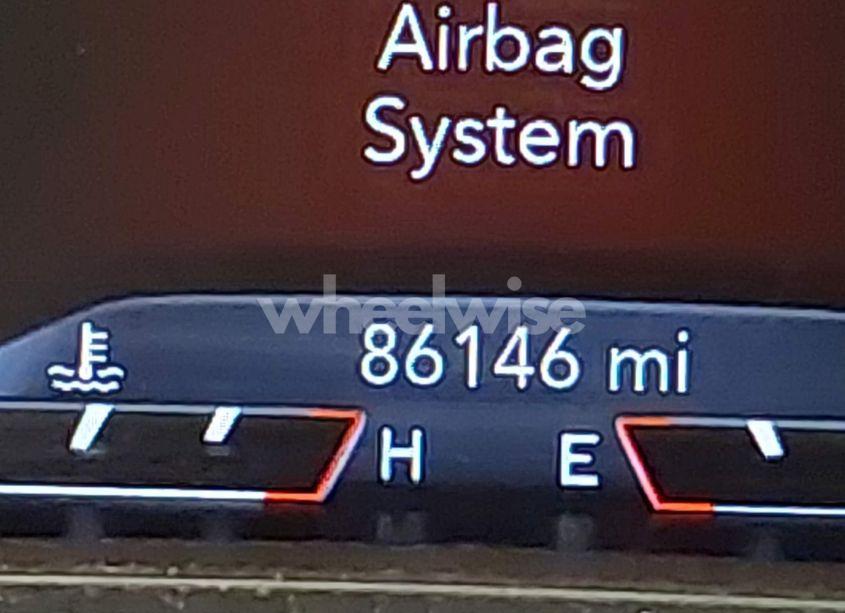 Airbag
System
wheelwise
86146 mi
H E